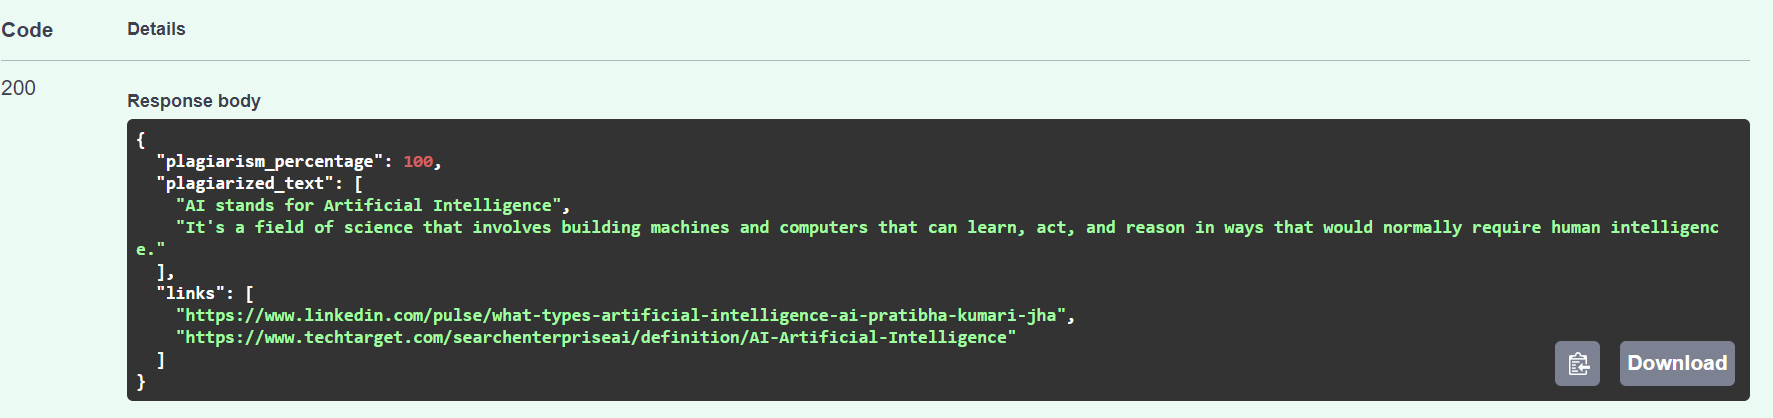 Code Details
200
Response body
{
  "plagiarism_percentage": 100,
  "plagiarized_text": [
    "AI stands for Artificial Intelligence",
    "It's a field of science that involves building machines and computers that can learn, act, and reason in ways that would normally require human intelligenc
e."
  ],
  "links": [
    "https://www.linkedin.com/pulse/what-types-artificial-intelligence-ai-pratibha-kumari-jha",
    "https://www.techtarget.com/searchenterpriseai/definition/AI-Artificial-Intelligence"
  ]
}
Download